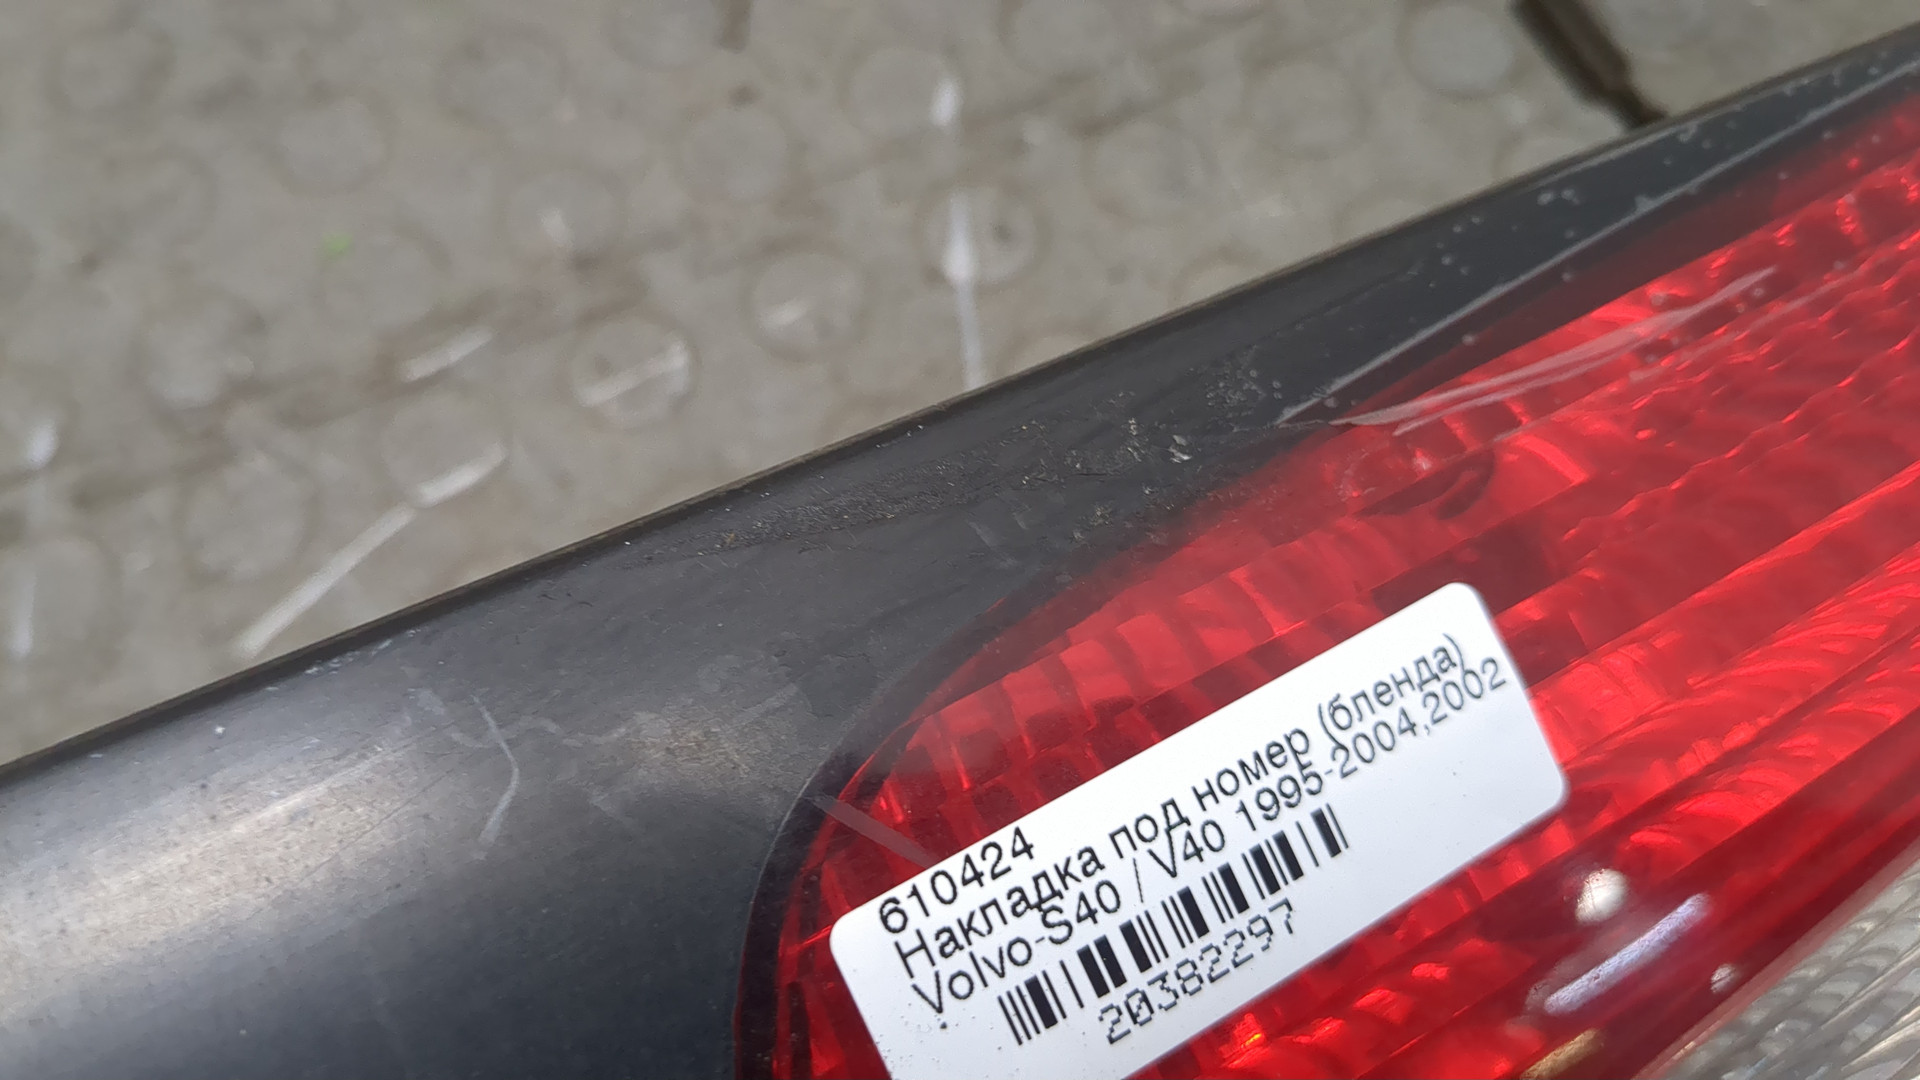 610424
Накладка под номер (бленда)
Volvo-S40 / V40 1995-2004,2002
20382297